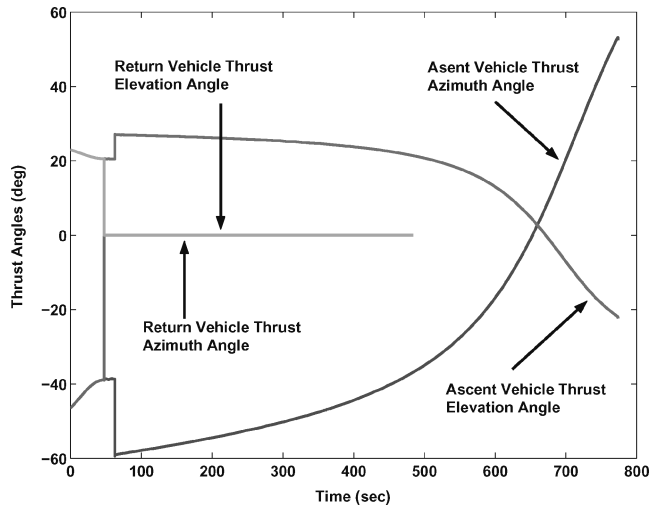 60
40
20
0
−20
−40
−60
0
100
200
300
400
500
600
700
800
Thrust Angles (deg)
Time (sec)
Return Vehicle Thrust
Elevation Angle
Asent Vehicle Thrust
Azimuth Angle
Return Vehicle Thrust
Azimuth Angle
Ascent Vehicle Thrust
Elevation Angle